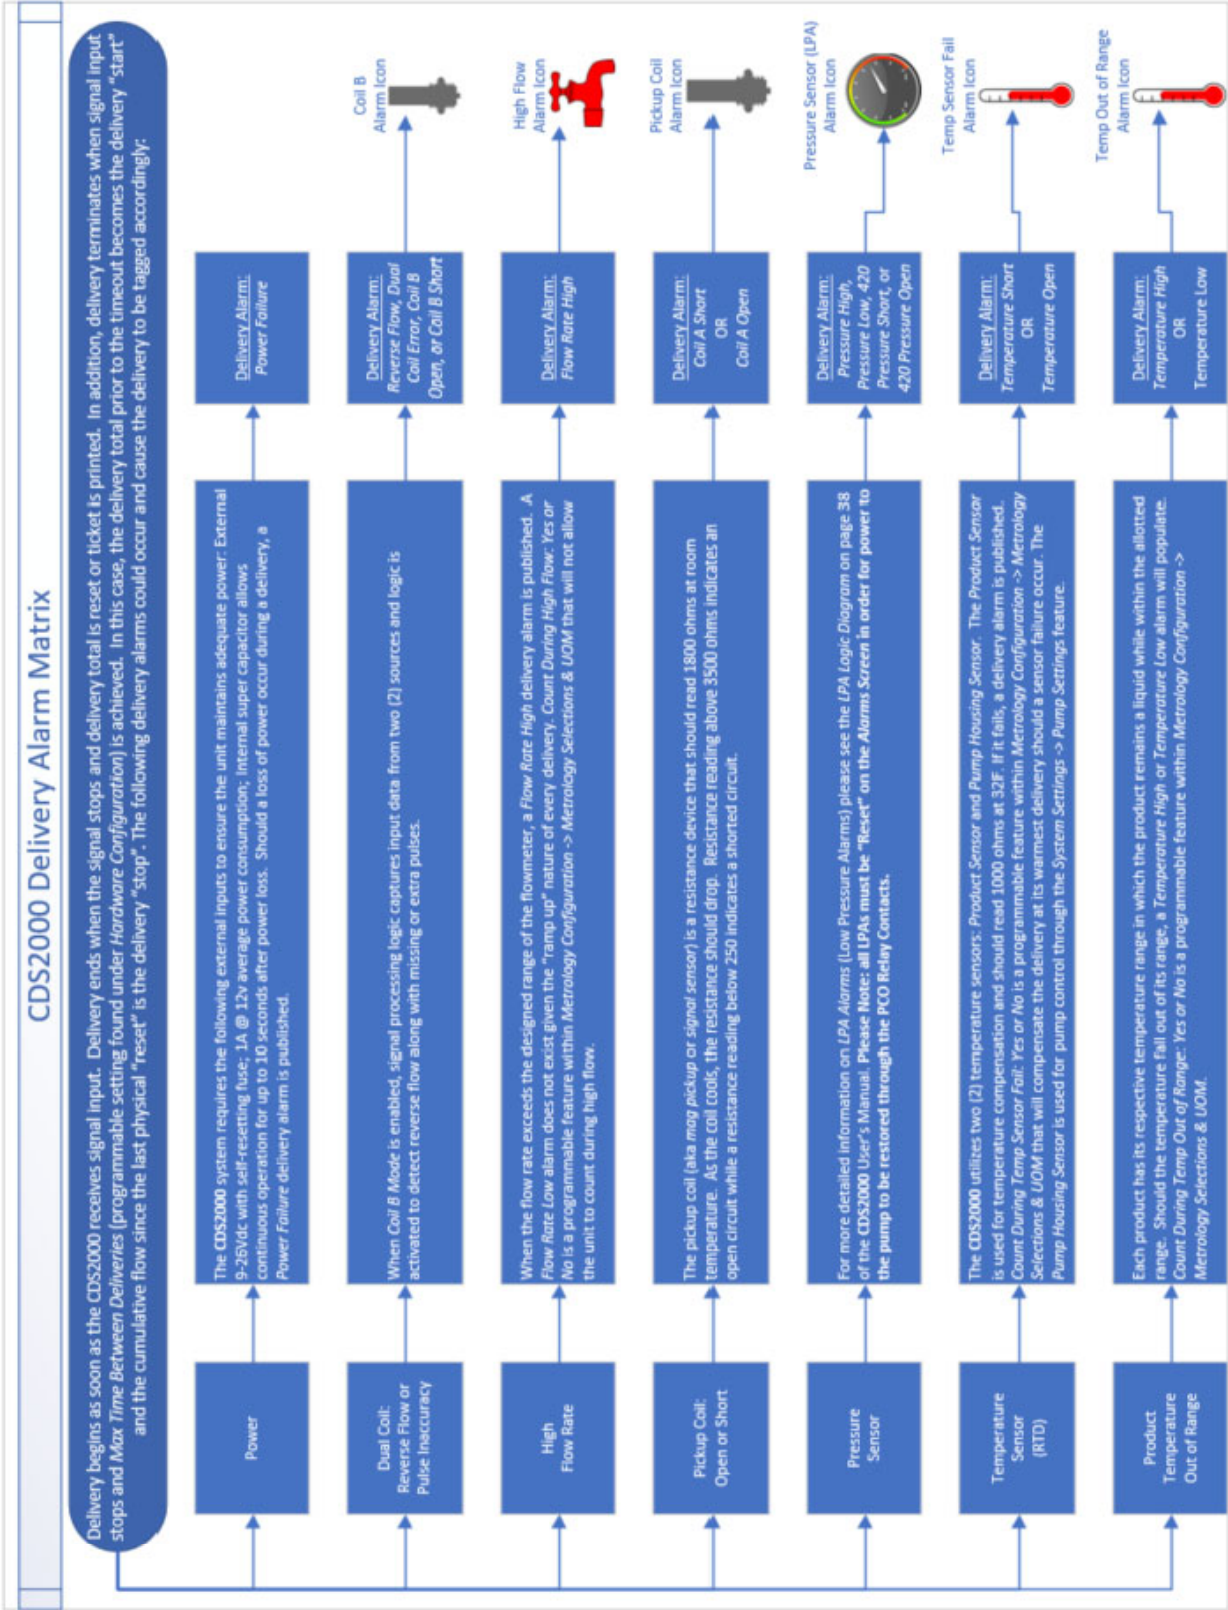 CDS2000 Delivery Alarm Matrix
Delivery begins as soon as the CDS2000 receives signal input. Delivery ends when the signal stops and delivery total is reset or ticket is printed. In addition, delivery terminates when signal input
stops and Max Time Between Deliveries (programmable setting found under Hardware Configuration) is achieved. In this case, the delivery total prior to the timeout becomes the delivery "start"
and the cumulative flow since the last physical "reset" is the delivery "stop". The following delivery alarms could occur and cause the delivery to be tagged accordingly:
Power
The CDS2000 system requires the following external inputs to ensure the unit maintains adequate power: External
9-26Vdc with self-resetting fuse; 1A @ 12v average power consumption; Internal super capacitor allows
continuous operation for up to 10 seconds after power loss. Should a loss of power occur during a delivery, a
Power Failure delivery alarm is published.
Delivery Alarm:
Power Failure
Dual Coil:
Reverse Flow or
Pulse Inaccuracy
When Coil B Mode is enabled, signal processing logic captures input data from two (2) sources and logic is
activated to detect reverse flow along with missing or extra pulses.
Delivery Alarm:
Reverse Flow, Dual
Coil Error, Coil B
Open, or Coil B Short
Coil B
Alarm Icon
High
Flow Rate
When the flow rate exceeds the designed range of the flowmeter, a Flow Rate High delivery alarm is published. A
Flow Rate Low alarm does not exist given the "ramp up" nature of every delivery. Count During High Flow: Yes or
No is a programmable feature within Metrology Configuration -> Metrology Selections & UOM that will not allow
the unit to count during high flow.
Delivery Alarm:
Flow Rate High
High Flow
Alarm Icon
Pickup Coil:
Open or Short
The pickup coil (aka mag pickup or signal sensor) is a resistance device that should read 1800 ohms at room
temperature. As the coil cools, the resistance should drop. Resistance reading above 3500 ohms indicates an
open circuit while a resistance reading below 250 indicates a shorted circuit.
Delivery Alarm:
Coil A Short
OR
Coil A Open
Pickup Coil
Alarm Icon
Pressure
Sensor
For more detailed information on LPA Alarms (Low Pressure Alarms) please see the LPA Logic Diagram on page 38
of the CDS2000 User's Manual. Please Note: all LPAs must be "Reset" on the Alarms Screen in order for power to
the pump to be restored through the PCO Relay Contacts.
Delivery Alarm:
Pressure High,
Pressure Low, 420
Pressure Short, or
420 Pressure Open
Pressure Sensor (LPA)
Alarm Icon
Temperature
Sensor
(RTD)
The CDS2000 utilizes two (2) temperature sensors: Product Sensor and Pump Housing Sensor. The Product Sensor
is used for temperature compensation and should read 1000 ohms at 32F. If it fails, a delivery alarm is published.
Count During Temp Sensor Fail: Yes or No is a programmable feature within Metrology Configuration -> Metrology
Selections & UOM that will compensate the delivery at its warmest delivery should a sensor failure occur. The
Pump Housing Sensor is used for pump control through the System Settings -> Pump Settings feature.
Delivery Alarm:
Temperature Short
OR
Temperature Open
Temp Sensor Fail
Alarm Icon
Product
Temperature
Out of Range
Each product has its respective temperature range in which the product remains a liquid while within the allotted
range. Should the temperature fall out of its range, a Temperature High or Temperature Low alarm will populate.
Count During Temp Out of Range: Yes or No is a programmable feature within Metrology Configuration ->
Metrology Selections & UOM.
Delivery Alarm:
Temperature High
OR
Temperature Low
Temp Out of Range
Alarm Icon